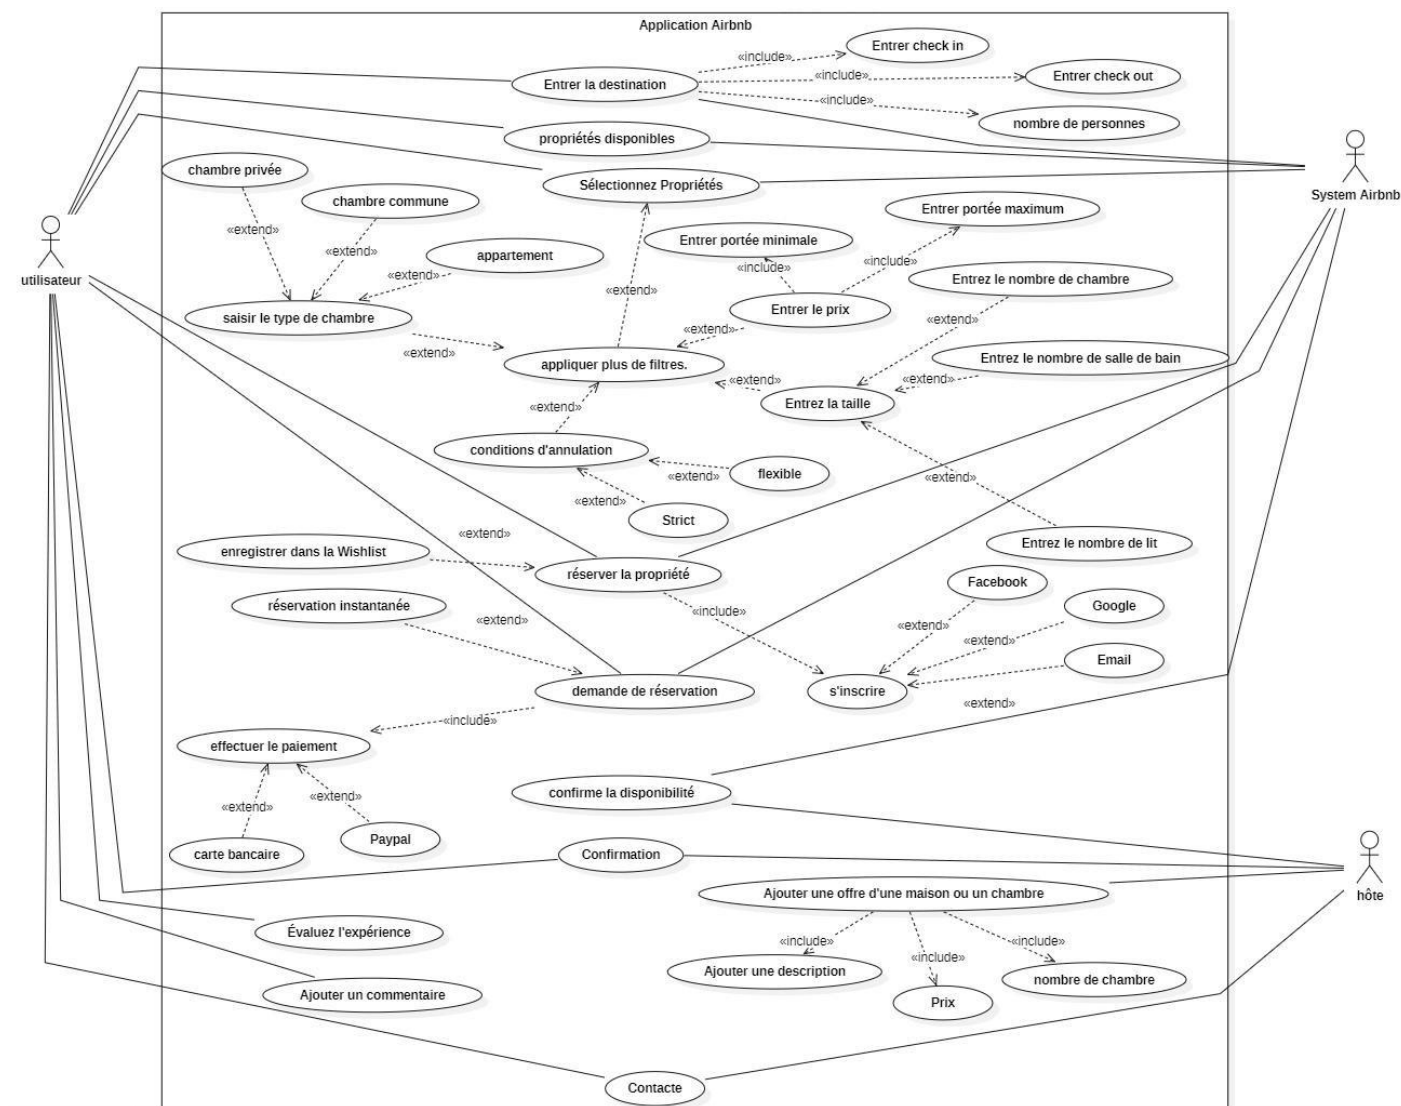 Application Airbnb
Entrer check in
«include»
Entrer la destination
«include»
Entrer check out
«include»
nombre de personnes
propriétés disponibles
chambre privée
Sélectionnez Propriétés
System Airbnb
chambre commune
Entrer portée maximum
«extend»
Entrer portée minimale
«extend»
appartement
«include»
«include»
utilisateur
«extend»
Entrez le nombre de chambre
«extend»
saisir le type de chambre
Entrer le prix
«extend»
«extend»
«extend»
Entrez le nombre de salle de bain
appliquer plus de filtres.
«extend»
«extend»
Entrez la taille
«extend»
conditions d'annulation
flexible
«extend»
«extend»
«extend»
Strict
«extend»
enregistrer dans la Wishlist
Entrez le nombre de lit
réserver la propriété
Facebook
réservation instantanée
Google
«include»
«extend»
«extend»
«extend»
Email
demande de réservation
s'inscrire
«extend»
«include»
effectuer le paiement
confirme la disponibilité
«extend»
«extend»
Paypal
carte bancaire
Confirmation
hôte
Ajouter une offre d'une maison ou un chambre
Évaluez l'expérience
«include»
«include»
«include»
Ajouter une description
nombre de chambre
Ajouter un commentaire
Prix
Contacte